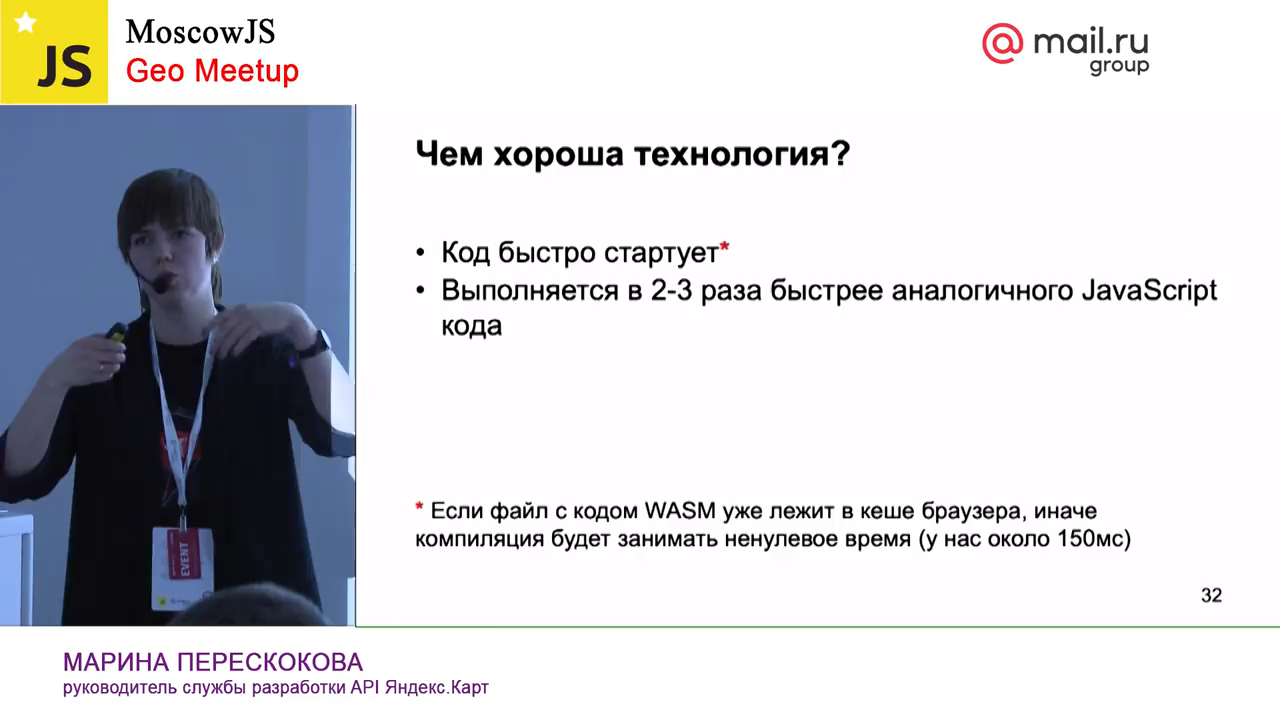 JS
MoscowJS
Geo Meetup
@mail.ru
group
Чем хороша технология?
• Код быстро стартует*
• Выполняется в 2-3 раза быстрее аналогичного JavaScript
кода
* Если файл с кодом WASM уже лежит в кеше браузера, иначе
компиляция будет занимать ненулевое время (у нас около 150мс)
32
EVENT
МАРИНА ПЕРЕСКОКОВА
руководитель службы разработки API Яндекс.Карт